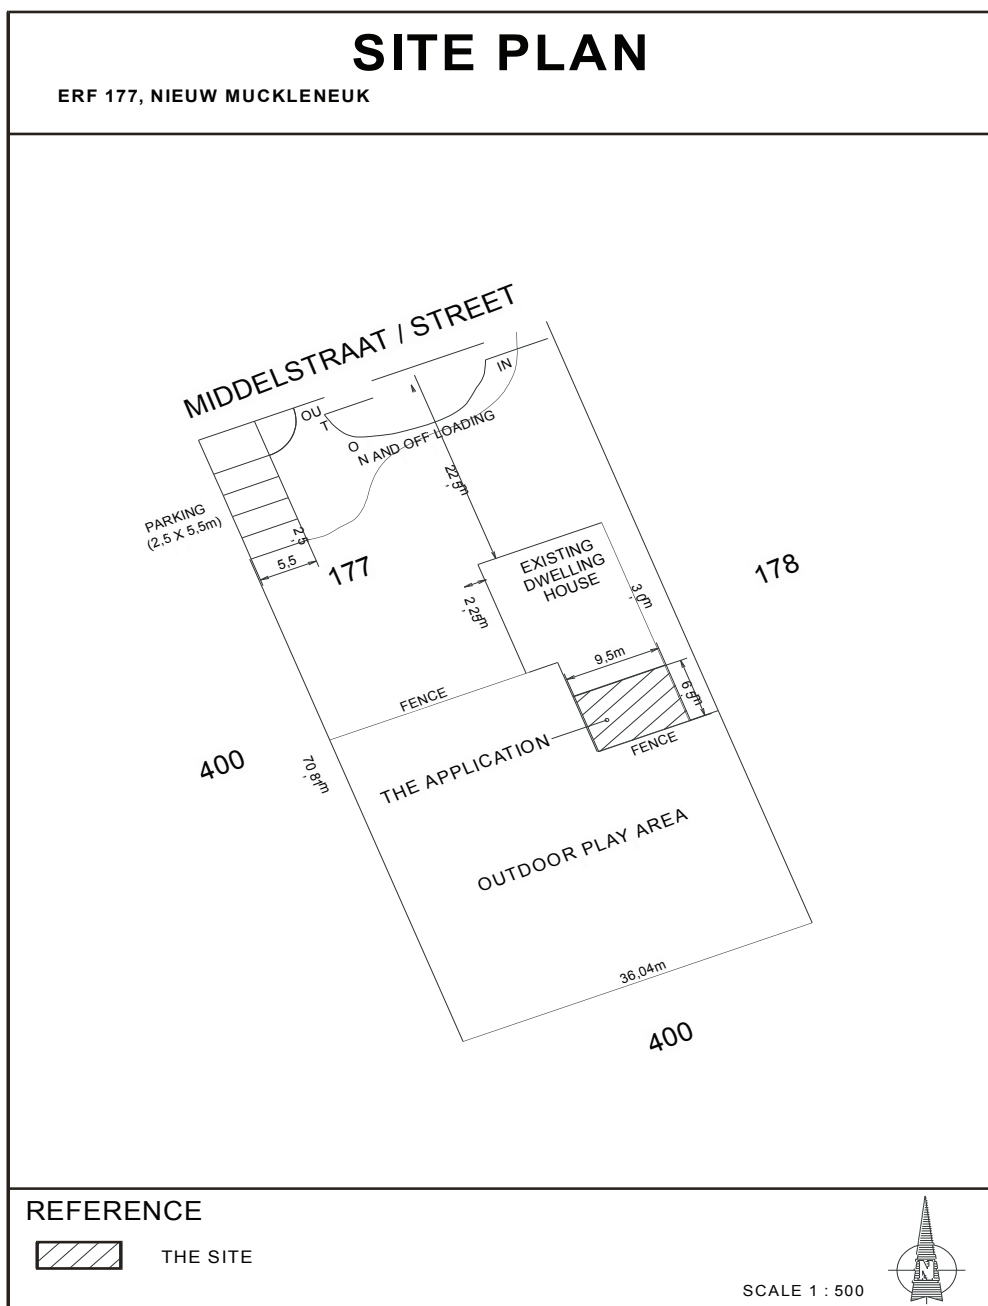 SITE PLAN
ERF 177, NIEUW MUCKLENEUK
MIDDELSTRAAT / STREET
IN
OU
T
O
N AND OFF LOADING
22,5m
PARKING
(2,5 X 5,5m)
2,5
5,5
177
EXISTING
DWELLING
HOUSE
178
2,25m
3,0m
9,5m
6,5m
FENCE
FENCE
400
70,81m
THE APPLICATION
OUTDOOR PLAY AREA
36,04m
400
REFERENCE
THE SITE
N
SCALE 1 : 500